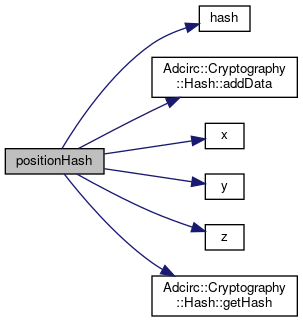 hash
Adcirc::Cryptography
::Hash::addData
x
positionHash
y
z
Adcirc::Cryptography
::Hash::getHash